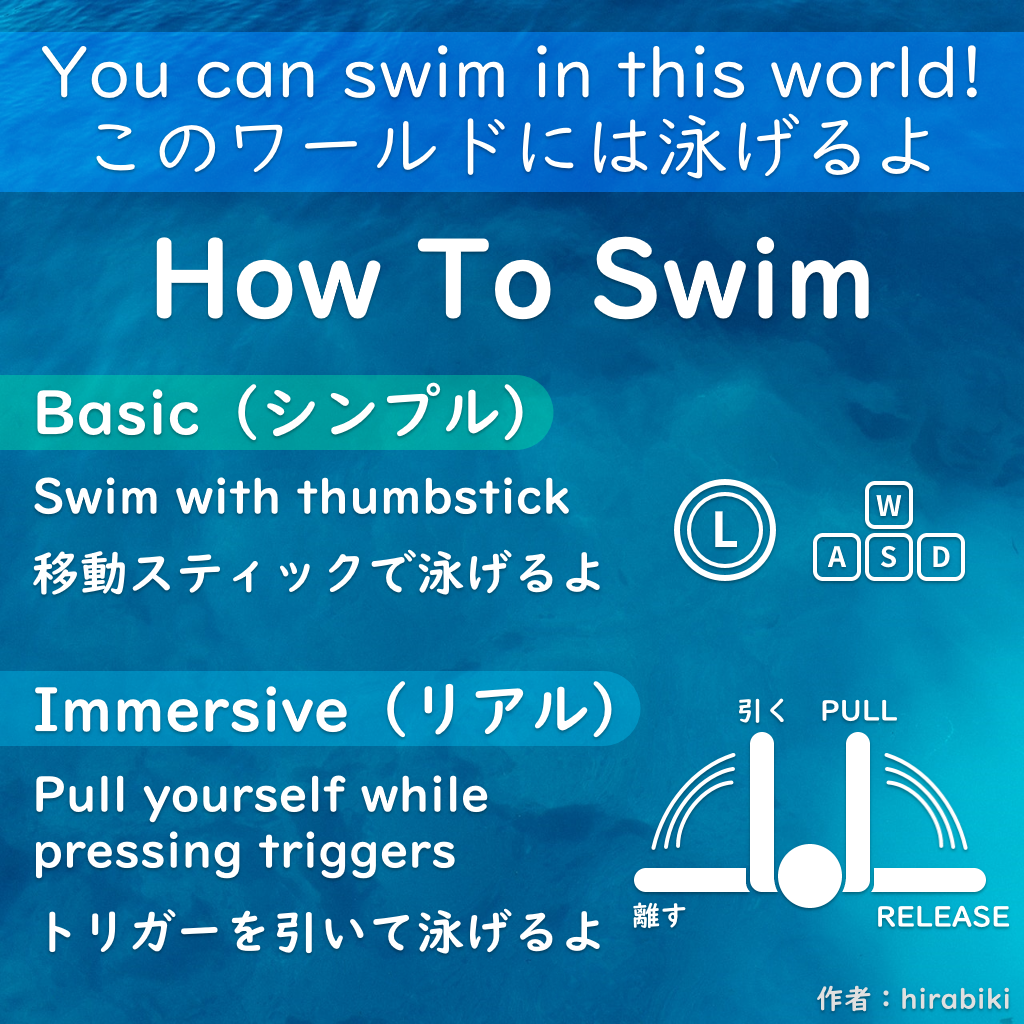 You can swim in this world!
このワールドには泳げるよ
How To Swim
Basic（シンプル）
Swim with thumbstick
移動スティックで泳げるよ
L
W
A S D
Immersive（リアル）
Pull yourself while
pressing triggers
トリガーを引いて泳げるよ
引く PULL
離す RELEASE
作者：hirabiki